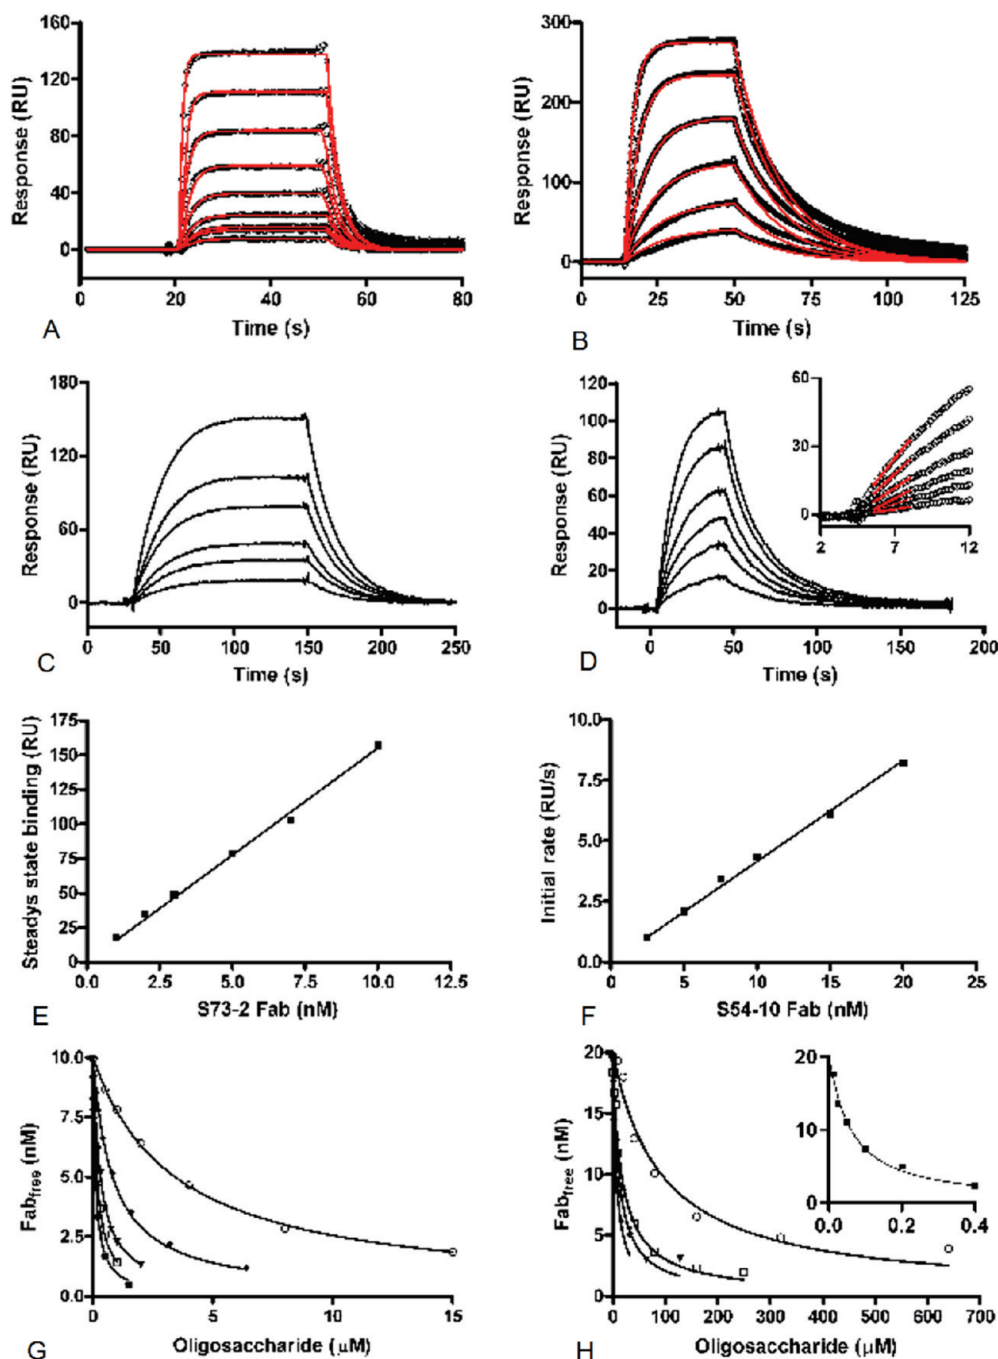 160
120
80
40
0
Response (RU)
0 20 40 60 80
Time (s)
A
300
200
100
0
Response (RU)
0 25 50 75 100 125
Time (s)
B
180
120
60
0
Response (RU)
0 50 100 150 200 250
Time (s)
C
120
100
80
60
40
20
0
Response (RU)
0 50 100 150 200
Time (s)
D
60
30
0
2 7 12
175
150
125
100
75
50
25
0
Steadys state binding (RU)
0.0 2.5 5.0 7.5 10.0 12.5
S73-2 Fab (nM)
E
10.0
7.5
5.0
2.5
0.0
Initial rate (RU/s)
0 5 10 15 20 25
S54-10 Fab (nM)
F
10.0
7.5
5.0
2.5
0.0
Fabfree (nM)
0 5 10 15
Oligosaccharide (μM)
G
20
15
10
5
0
Fabfree (nM)
0 100 200 300 400 500 600 700
Oligosaccharide (μM)
H
20
10
0
0.0 0.2 0.4